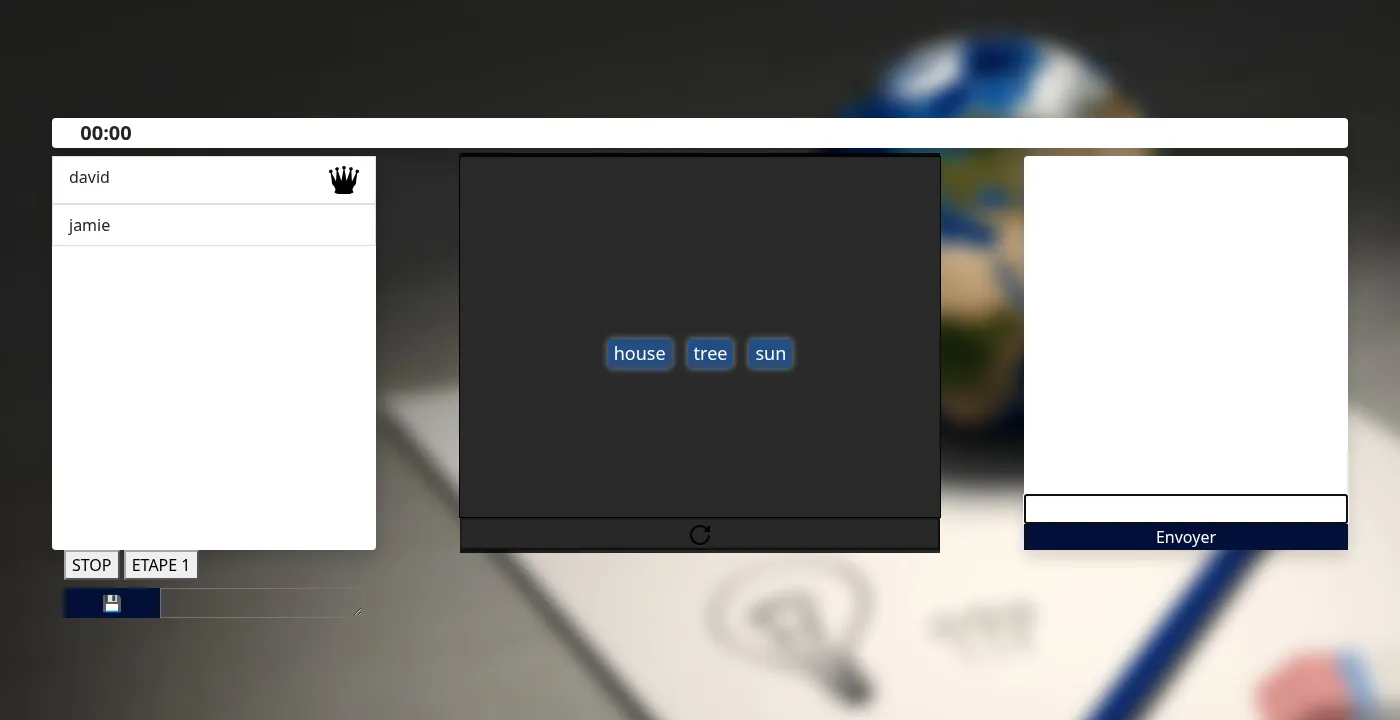 00:00
david
jamie
house tree sun
Envoyer
STOP ETAPE 1